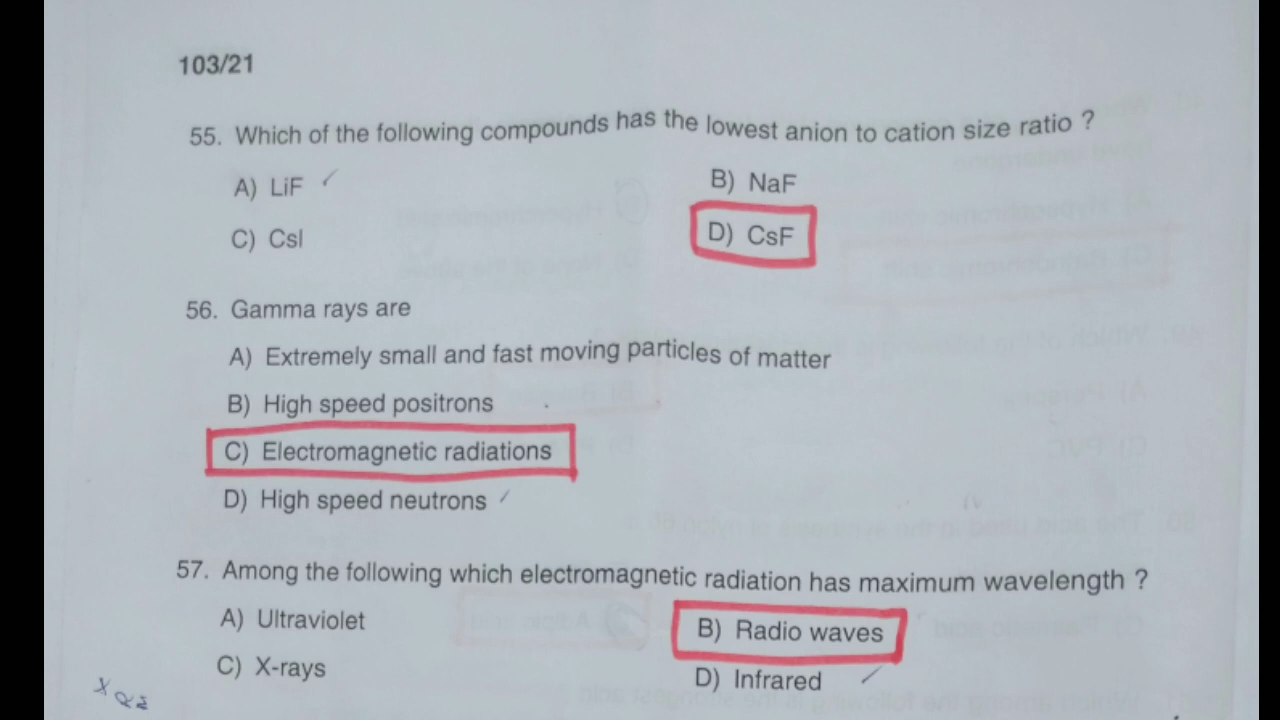 103/21
55. Which of the following compounds has the lowest anion to cation size ratio ?
A) LiF
B) NaF
C) CsI
D) CsF
56. Gamma rays are
A) Extremely small and fast moving particles of matter
B) High speed positrons
C) Electromagnetic radiations
D) High speed neutrons
57. Among the following which electromagnetic radiation has maximum wavelength ?
A) Ultraviolet
B) Radio waves
C) X-rays
D) Infrared